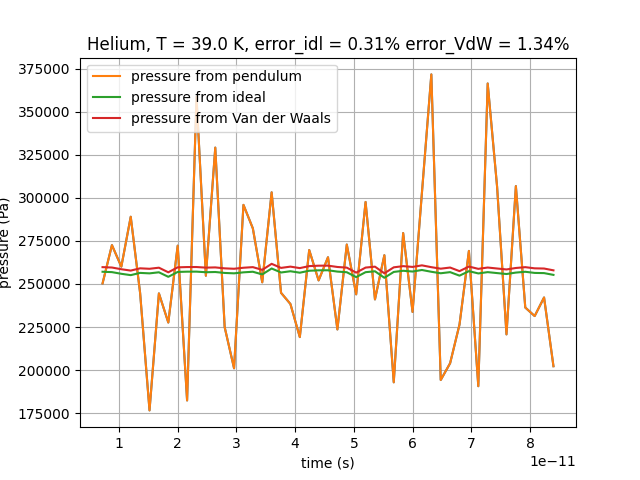 Helium, T = 39.0 K, error_idl = 0.31% error_VdW = 1.34%
pressure from pendulum
pressure from ideal
pressure from Van der Waals
375000
350000
325000
300000
275000
250000
225000
200000
175000
pressure (Pa)
1 2 3 4 5 6 7 8
1e−11
time (s)